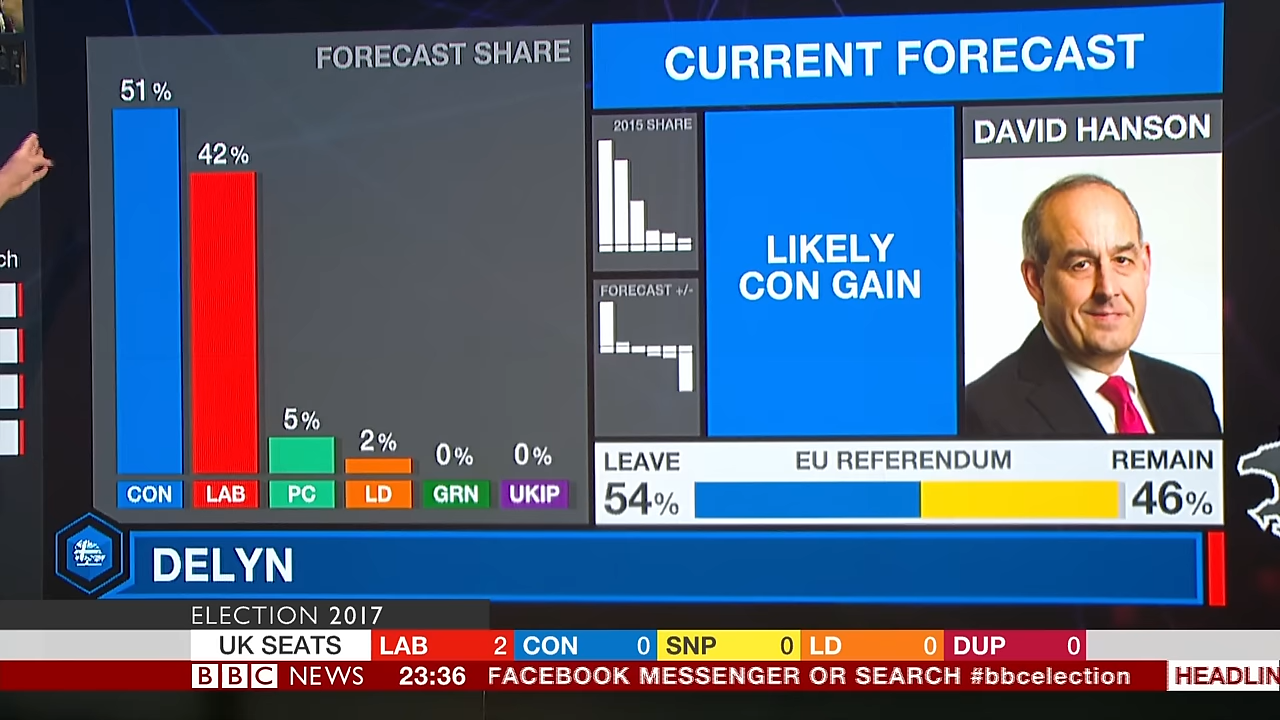 FORECAST SHARE
51%
42%
5%
2%
0%
0%
CON
LAB
PC
LD
GRN
UKIP
CURRENT FORECAST
2015 SHARE
FORECAST +/-
LIKELY
CON GAIN
DAVID HANSON
LEAVE
EU REFERENDUM
REMAIN
54%
46%
ch
DELYN
ELECTION 2017
UK SEATS LAB 2 CON 0 SNP 0 LD 0 DUP 0
BBC NEWS 23:36 FACEBOOK MESSENGER OR SEARCH #bbcelection HEADLIN